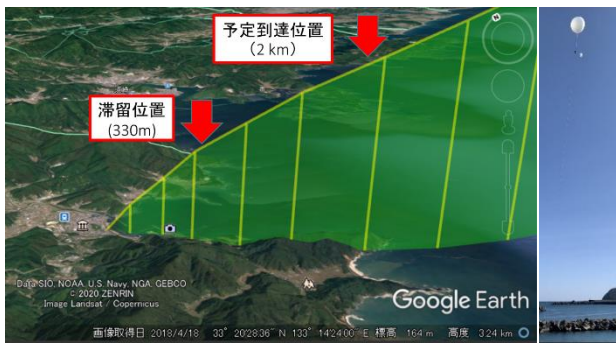 予定到達位置
(2 km)
滞留位置
(330m)
Data SIO, NOAA, U.S. Navy, NGA, GEBCO
© 2020 ZENRIN
Image Landsat / Copernicus
Google Earth
画像取得日 2018/4/18 33° 20'28.36" N 133° 14'24.00" E 標高 164 m 高度 3.24 km